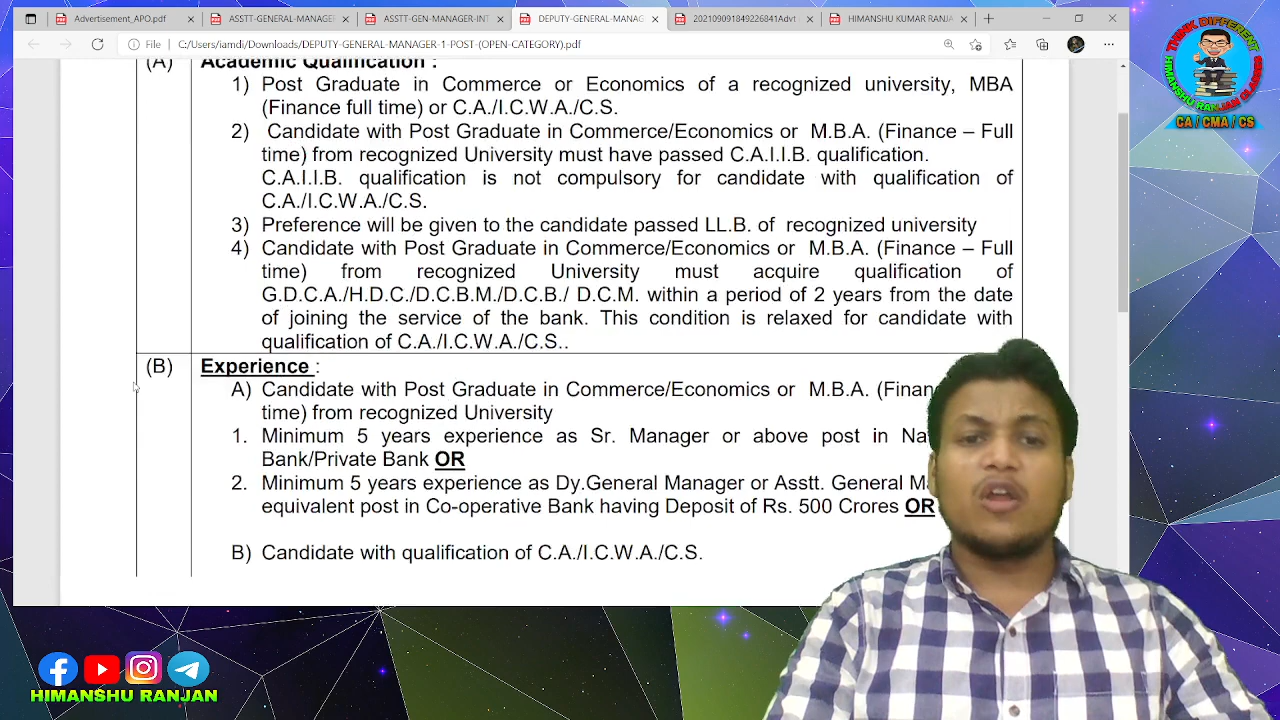 Advertisement_APO.pdf
ASSTT-GENERAL-MANAGER
ASSTT-GEN-MANAGER-INT
DEPUTY-GENERAL-MANAG
202109091849226841Advt
HIMANSHU KUMAR RANJA
File C:/Users/iamdi/Downloads/DEPUTY-GENERAL-MANAGER-1-POST-(OPEN-CATEGORY).pdf
THINK DIFFERENT
HIMANSHU RANJAN CLASSES
CA / CMA / CS
(A) Academic Qualification :
1) Post Graduate in Commerce or Economics of a recognized university, MBA
(Finance full time) or C.A./I.C.W.A./C.S.
2) Candidate with Post Graduate in Commerce/Economics or M.B.A. (Finance – Full
time) from recognized University must have passed C.A.I.I.B. qualification.
C.A.I.I.B. qualification is not compulsory for candidate with qualification of
C.A./I.C.W.A./C.S.
3) Preference will be given to the candidate passed LL.B. of recognized university
4) Candidate with Post Graduate in Commerce/Economics or M.B.A. (Finance – Full
time) from recognized University must acquire qualification of
G.D.C.A./H.D.C./D.C.B.M./D.C.B./ D.C.M. within a period of 2 years from the date
of joining the service of the bank. This condition is relaxed for candidate with
qualification of C.A./I.C.W.A./C.S..
(B) Experience :
A) Candidate with Post Graduate in Commerce/Economics or M.B.A. (Finan
time) from recognized University
1. Minimum 5 years experience as Sr. Manager or above post in Na
Bank/Private Bank OR
2. Minimum 5 years experience as Dy.General Manager or Asstt. General M
equivalent post in Co-operative Bank having Deposit of Rs. 500 Crores OR
B) Candidate with qualification of C.A./I.C.W.A./C.S.
HIMANSHU RANJAN